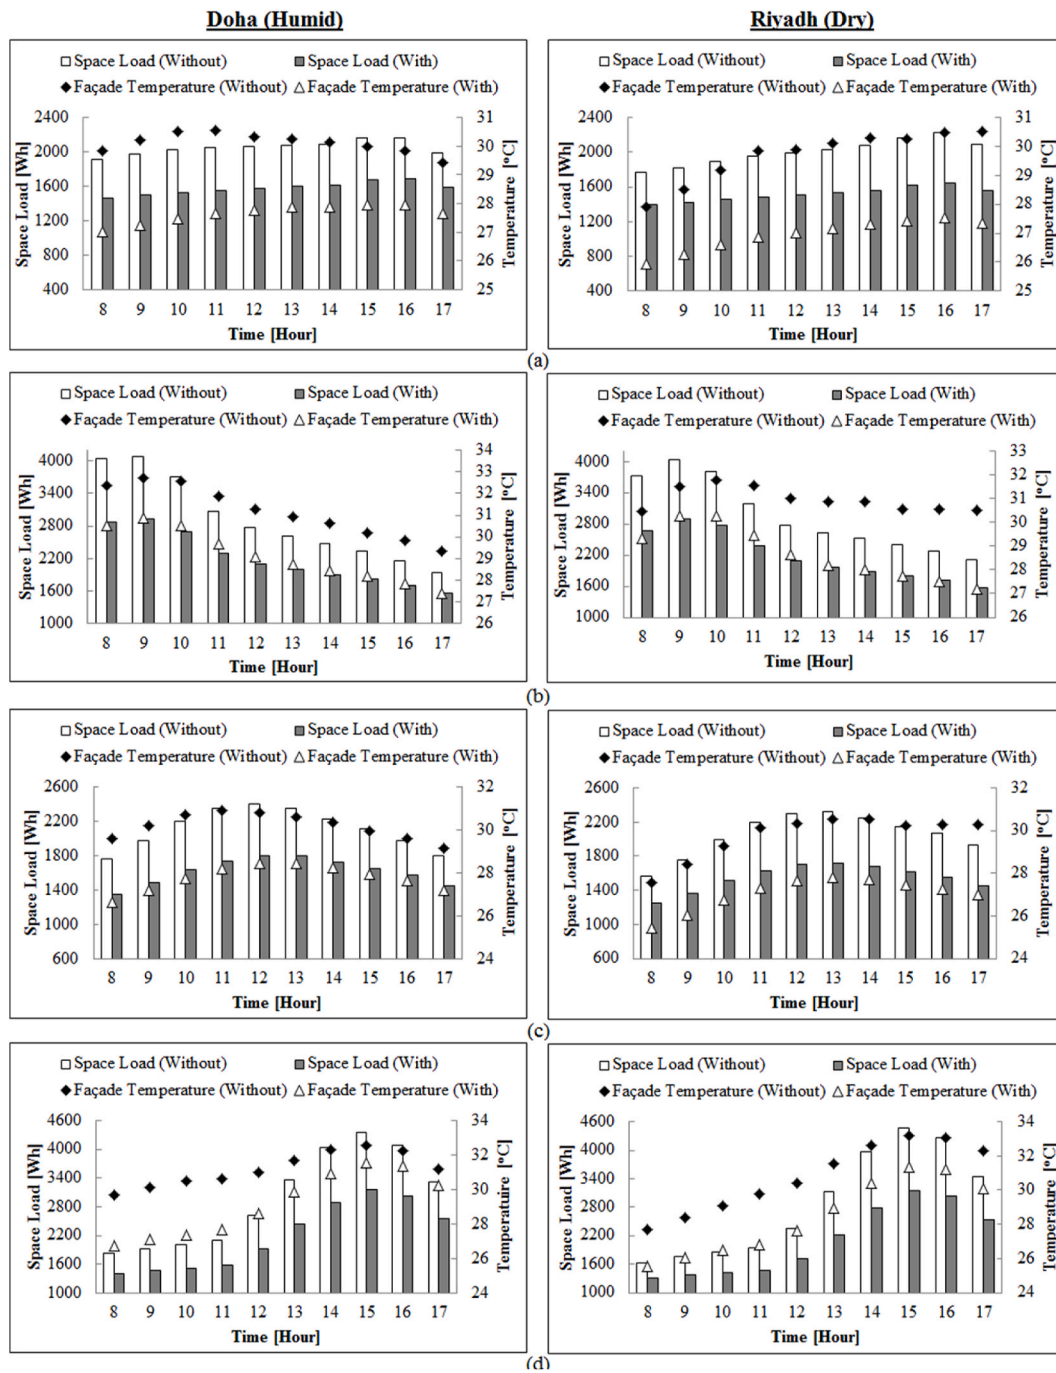 Doha (Humid)
Riyadh (Dry)
Space Load (Without) Space Load (With)
Façade Temperature (Without) Façade Temperature (With)
2400 2000 1600 1200 800 400
Space Load [Wh]
31 30 29 28 27 26 25
Temperature [°C]
8 9 10 11 12 13 14 15 16 17
Time [Hour]
Space Load (Without) Space Load (With)
Façade Temperature (Without) Façade Temperature (With)
2400 2000 1600 1200 800 400
Space Load [Wh]
31 30 29 28 27 26 25
Temperature [°C]
8 9 10 11 12 13 14 15 16 17
Time [Hour]
(a)
Space Load (Without) Space Load (With)
Façade Temperature (Without) Façade Temperature (With)
4000 3400 2800 2200 1600 1000
Space Load [Wh]
34 33 32 31 30 29 28 27 26
Temperature [°C]
8 9 10 11 12 13 14 15 16 17
Time [Hour]
Space Load (Without) Space Load (With)
Façade Temperature (Without) Façade Temperature (With)
4000 3400 2800 2200 1600 1000
Space Load [Wh]
33 32 31 30 29 28 27 26
Temperature [°C]
8 9 10 11 12 13 14 15 16 17
Time [Hour]
(b)
Space Load (Without) Space Load (With)
Façade Temperature (Without) Façade Temperature (With)
2600 2200 1800 1400 1000 600
Space Load [Wh]
32 30 28 26 24
Temperature [°C]
8 9 10 11 12 13 14 15 16 17
Time [Hour]
Space Load (Without) Space Load (With)
Façade Temperature (Without) Façade Temperature (With)
2600 2200 1800 1400 1000 600
Space Load [Wh]
32 30 28 26 24
Temperature [°C]
8 9 10 11 12 13 14 15 16 17
Time [Hour]
(c)
Space Load (Without) Space Load (With)
Façade Temperature (Without) Façade Temperature (With)
4600 4000 3400 2800 2200 1600 1000
Space Load [Wh]
34 32 30 28 26 24
Temperatuire [°C]
8 9 10 11 12 13 14 15 16 17
Time [Hour]
Space Load (Without) Space Load (With)
Façade Temperature (Without) Façade Temperature (With)
4600 4000 3400 2800 2200 1600 1000
Space Load [Wh]
34 32 30 28 26 24
Temperature [°C]
8 9 10 11 12 13 14 15 16 17
Time [Hour]
(d)